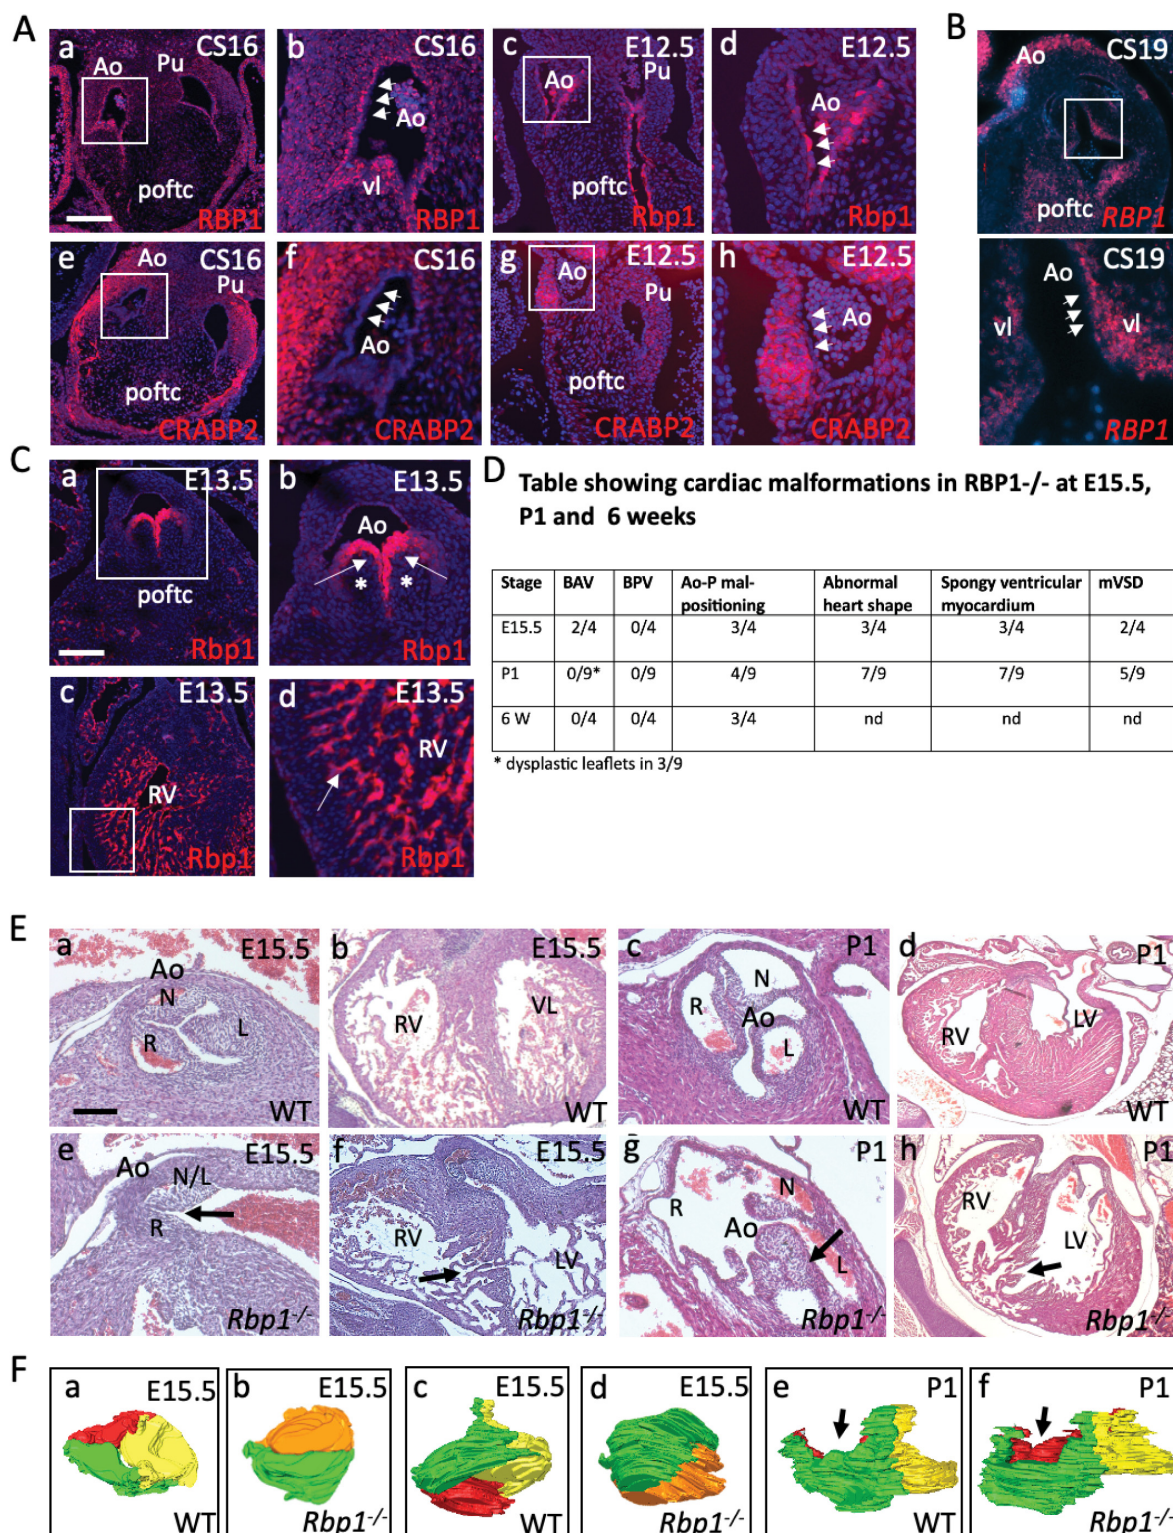 A
a
CS16
Ao
Pu
poftc
RBP1
b
CS16
Ao
vl
RBP1
c
E12.5
Ao
Pu
poftc
Rbp1
d
E12.5
Ao
Rbp1
e
Ao
CS16
Pu
poftc
CRABP2
f
CS16
Ao
CRABP2
g
E12.5
Ao
Pu
poftc
CRABP2
h
E12.5
Ao
CRABP2
B
CS19
Ao
poftc
RBP1
CS19
Ao
vl
vl
RBP1
C
a
E13.5
poftc
Rbp1
b
E13.5
Ao
* *
Rbp1
c
E13.5
RV
Rbp1
d
E13.5
RV
Rbp1
D
Table showing cardiac malformations in RBP1-/- at E15.5,
P1 and 6 weeks
Stage BAV BPV Ao-P mal-positioning Abnormal heart shape Spongy ventricular myocardium mVSD
E15.5 2/4 0/4 3/4 3/4 3/4 2/4
P1 0/9* 0/9 4/9 7/9 7/9 5/9
6 W 0/4 0/4 3/4 nd nd nd
* dysplastic leaflets in 3/9
E
a
E15.5
Ao
N
L
R
WT
b
E15.5
RV
VL
WT
c
P1
N
R
Ao
L
WT
d
P1
RV
LV
WT
e
E15.5
Ao
N/L
R
Rbp1-/-
f
E15.5
RV
LV
Rbp1-/-
g
P1
R
N
Ao
L
Rbp1-/-
h
P1
RV
LV
Rbp1-/-
F
a
E15.5
WT
b
E15.5
Rbp1-/-
c
E15.5
WT
d
E15.5
Rbp1-/-
e
P1
WT
f
P1
Rbp1-/-